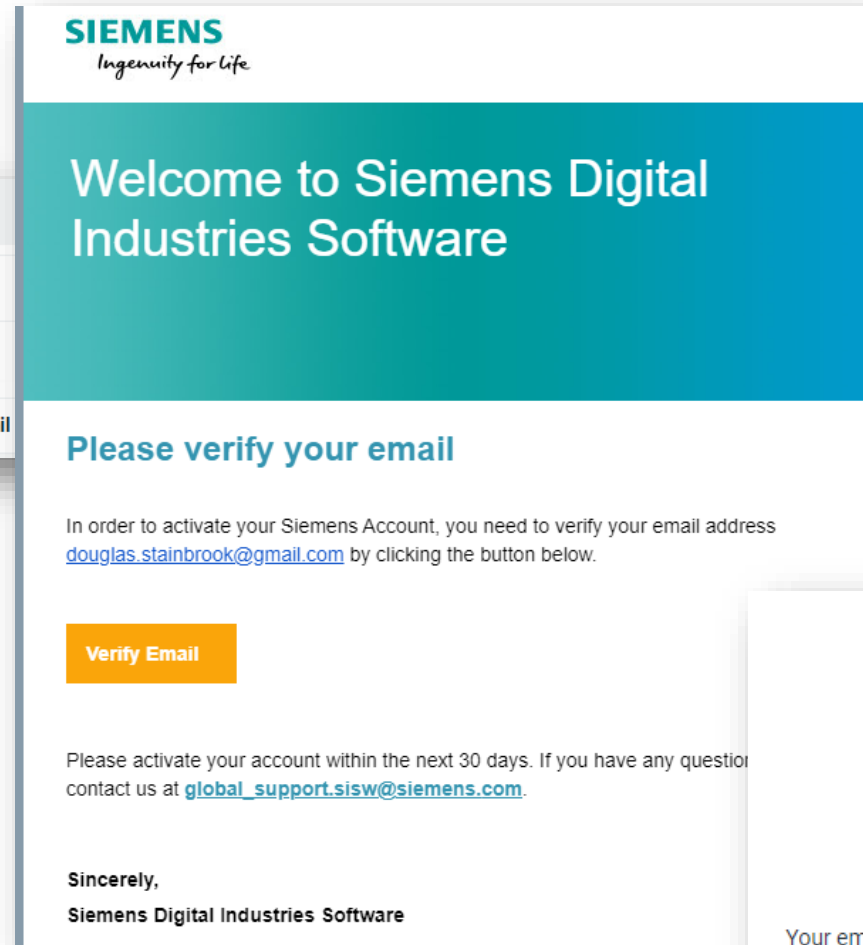 SIEMENS
Ingenuity for life
Welcome to Siemens Digital
Industries Software
Please verify your email
In order to activate your Siemens Account, you need to verify your email address
douglas.stainbrook@gmail.com by clicking the button below.
Verify Email
Please activate your account within the next 30 days. If you have any
contact us at global_support.sisw@siemens.com.
Sincerely,
Siemens Digital Industries Software
Your